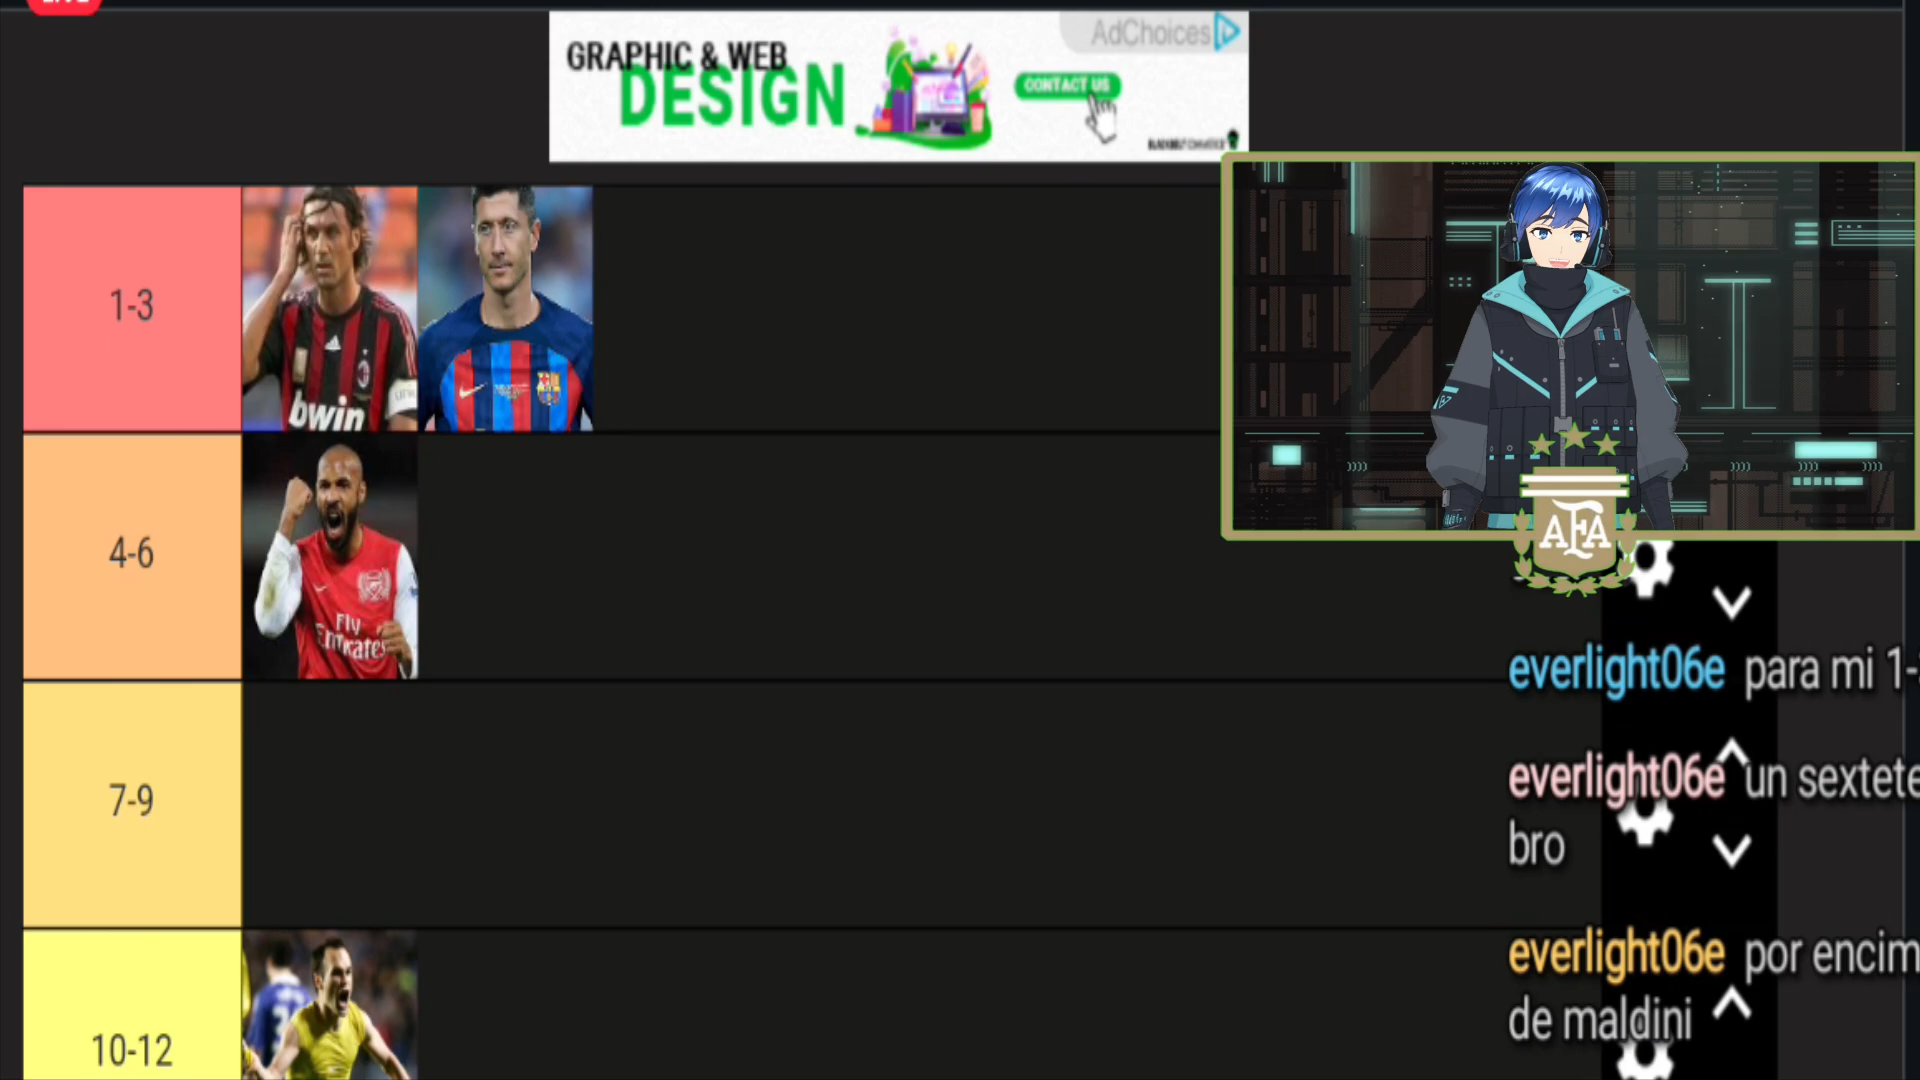 LIVE
AdChoices
GRAPHIC & WEB
DESIGN
CONTACT US
1-3
bwin
4-6
Fly
Emirates
AFA
everlight06e para mi 1-
7-9
everlight06e un sextete
bro
everlight06e por encim
de maldini
10-12